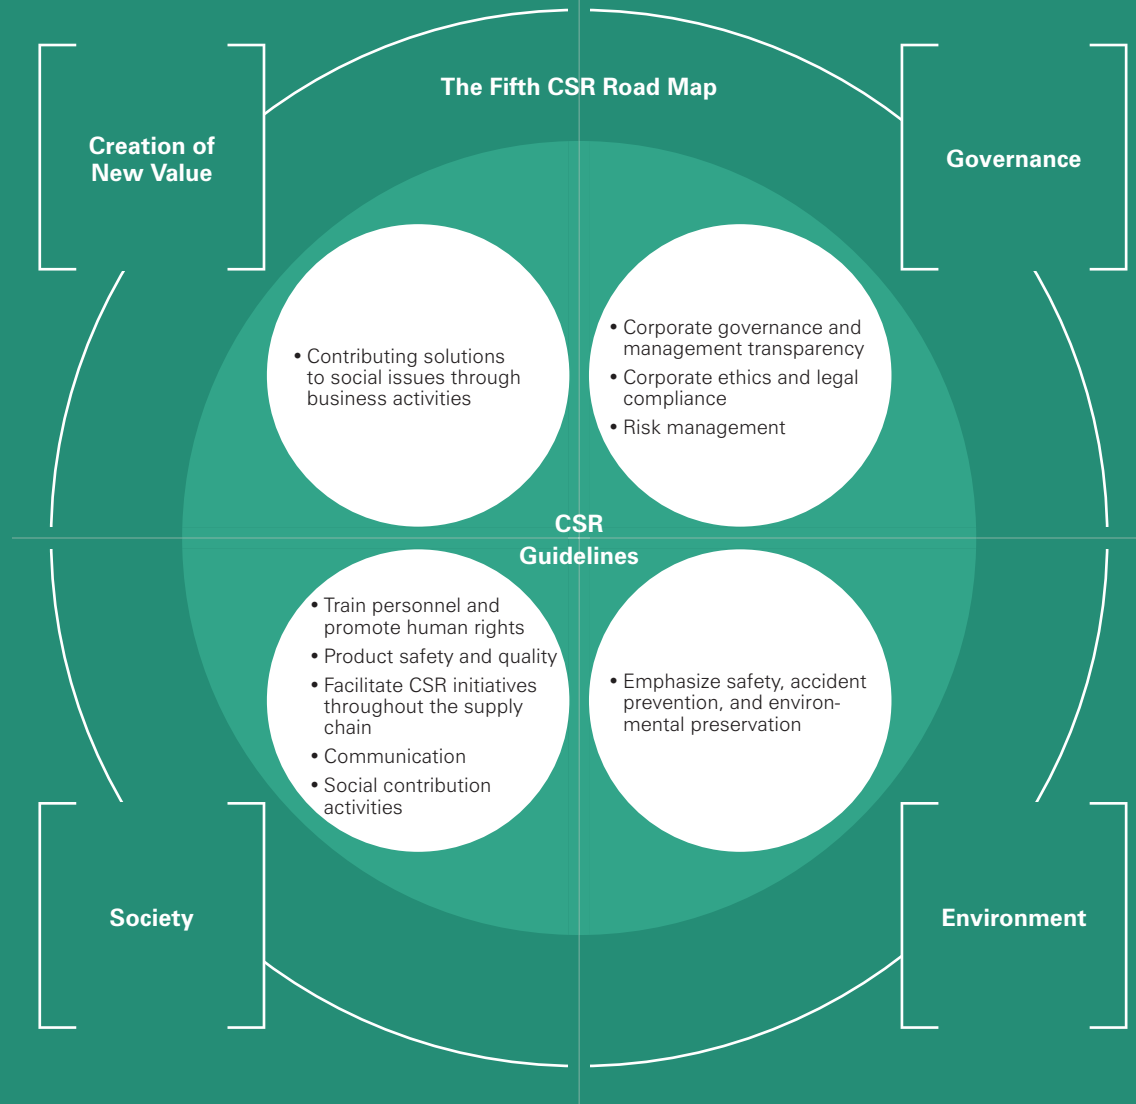 The Fifth CSR Road Map
Creation of
New Value
Governance
• Contributing solutions
to social issues through
business activities
• Corporate governance and
management transparency
• Corporate ethics and legal
compliance
• Risk management
CSR
Guidelines
• Train personnel and
promote human rights
• Product safety and quality
• Facilitate CSR initiatives
throughout the supply
chain
• Communication
• Social contribution
activities
• Emphasize safety, accident
prevention, and environ-
mental preservation
Society
Environment